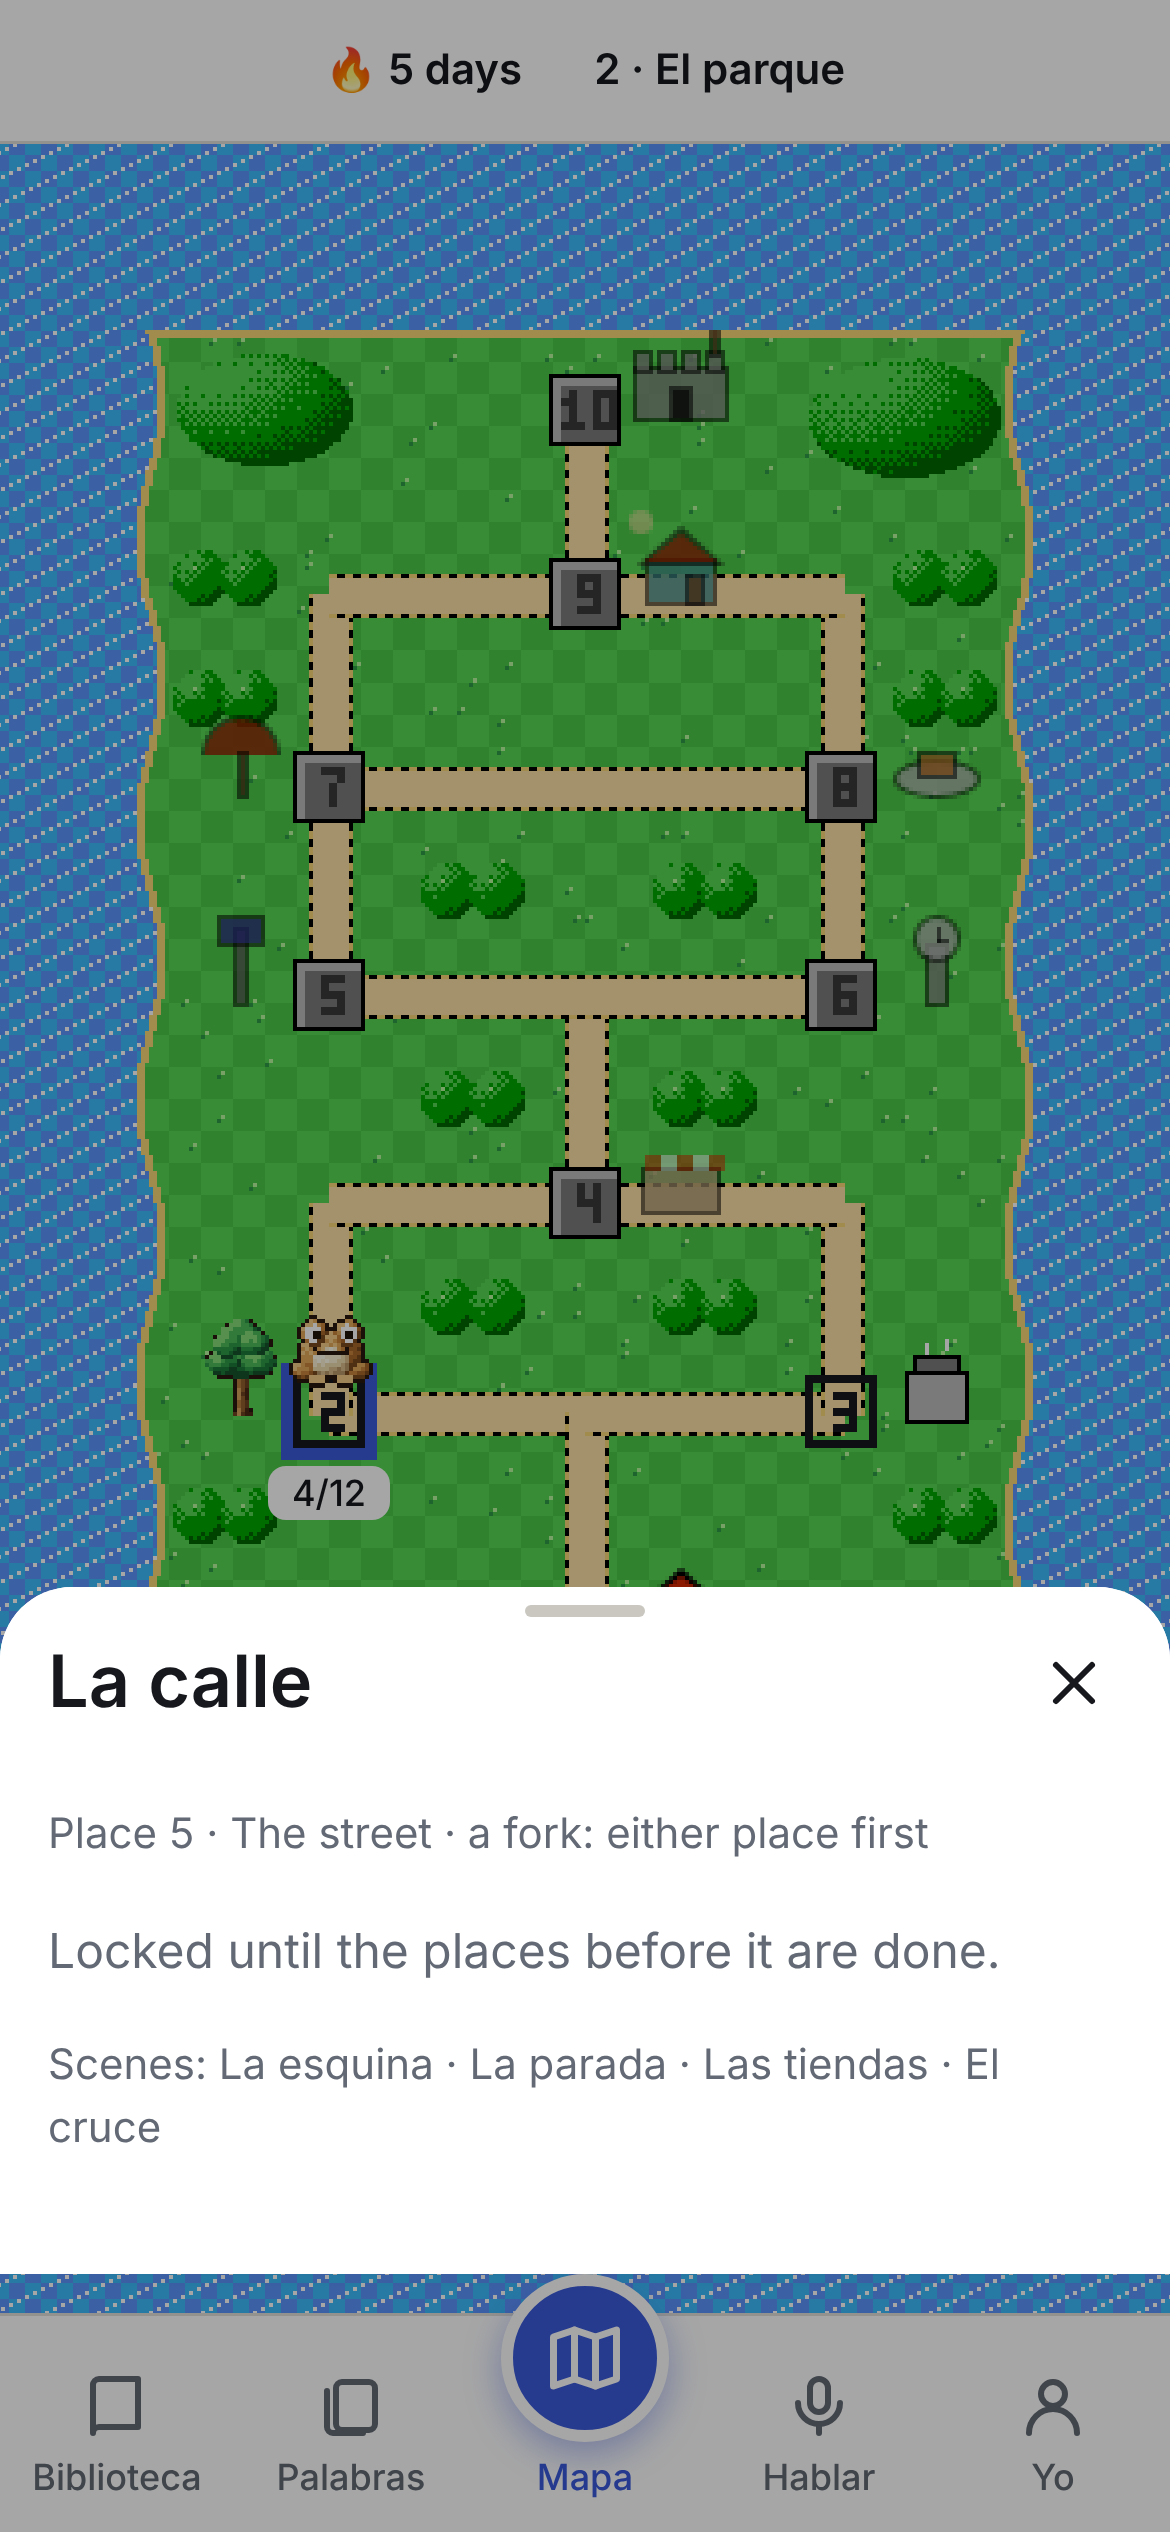 🔥 5 days 2 · El parque
10
9
7 8
5 6
4
2 3
4/12
La calle
Place 5 · The street · a fork: either place first
Locked until the places before it are done.
Scenes: La esquina · La parada · Las tiendas · El
cruce
Biblioteca Palabras Mapa Hablar Yo